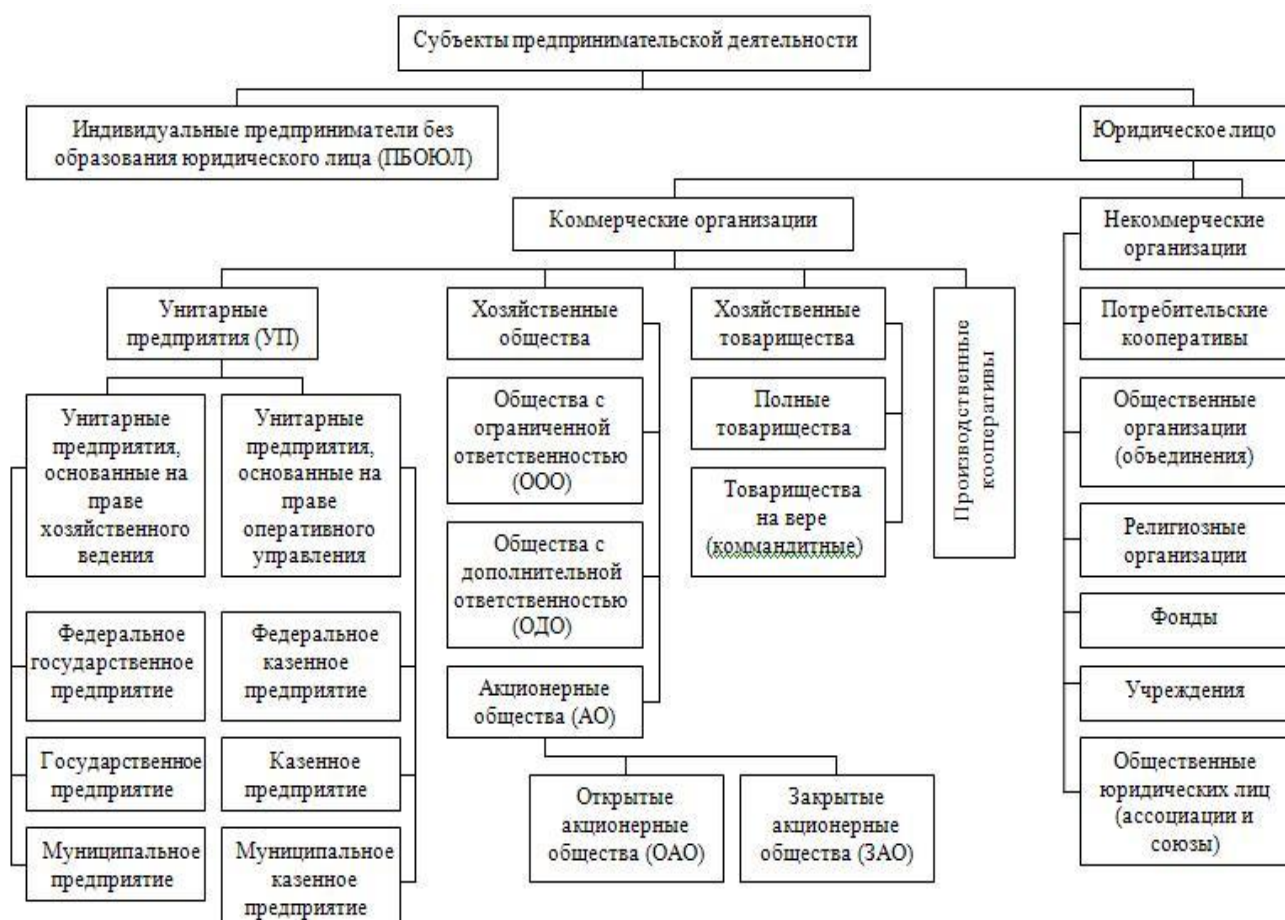 Субъекты предпринимательской деятельности
Индивидуальные предприниматели без
образования юридического лица (ПБОЮЛ)
Юридическое лицо
Коммерческие организации
Некоммерческие
организации
Унитарные
предприятия (УП)
Хозяйственные
общества
Хозяйственные
товарищества
Производственные
кооперативы
Потребительские
кооперативы
Унитарные
предприятия,
основанные на
праве
хозяйственного
ведения
Унитарные
предприятия,
основанные на
праве
оперативного
управления
Общества с
ограниченной
ответственностью
(ООО)
Полные
товарищества
Общественные
организации
(объединения)
Товарищества
на вере
(коммандитные)
Религиозные
организации
Общества с
дополнительной
ответственностью
(ОДО)
Федеральное
государственное
предприятие
Федеральное
казенное
предприятие
Фонды
Акционерные
общества (АО)
Учреждения
Государственное
предприятие
Казенное
предприятие
Открытые
акционерные
общества (ОАО)
Закрытые
акционерные
общества (ЗАО)
Общественные
юридических лиц
(ассоциации и
союзы)
Муниципальное
предприятие
Муниципальное
казенное
предприятие